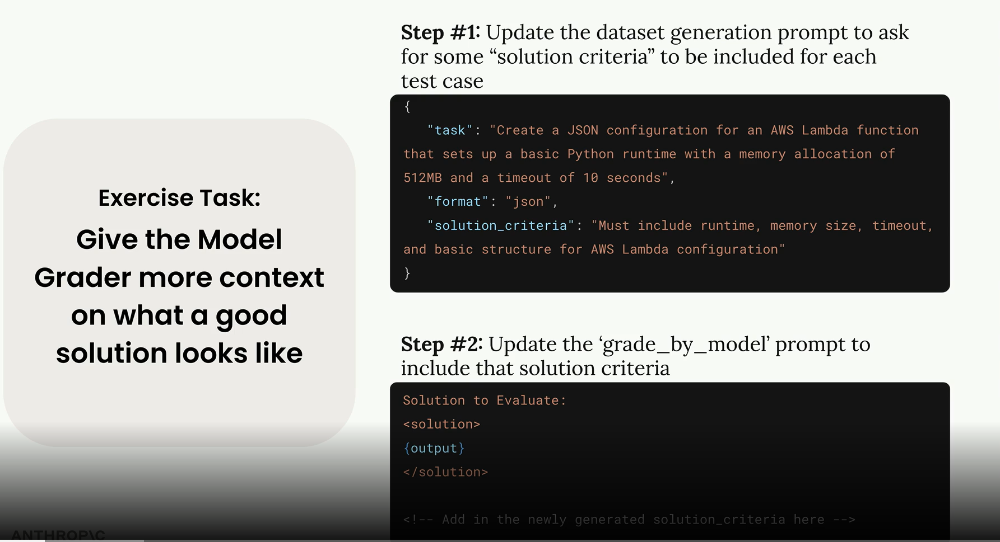 Exercise Task:
Give the Model
Grader more context
on what a good
solution looks like
Step #1: Update the dataset generation prompt to ask
for some “solution criteria” to be included for each
test case
{
"task": "Create a JSON configuration for an AWS Lambda function
that sets up a basic Python runtime with a memory allocation of
512MB and a timeout of 10 seconds",
"format": "json",
"solution_criteria": "Must include runtime, memory size, timeout,
and basic structure for AWS Lambda configuration"
}
Step #2: Update the ‘grade_by_model’ prompt to
include that solution criteria
Solution to Evaluate:
<solution>
{output}
</solution>
<!-- Add in the newly generated solution_criteria here -->
ANTHROP\C